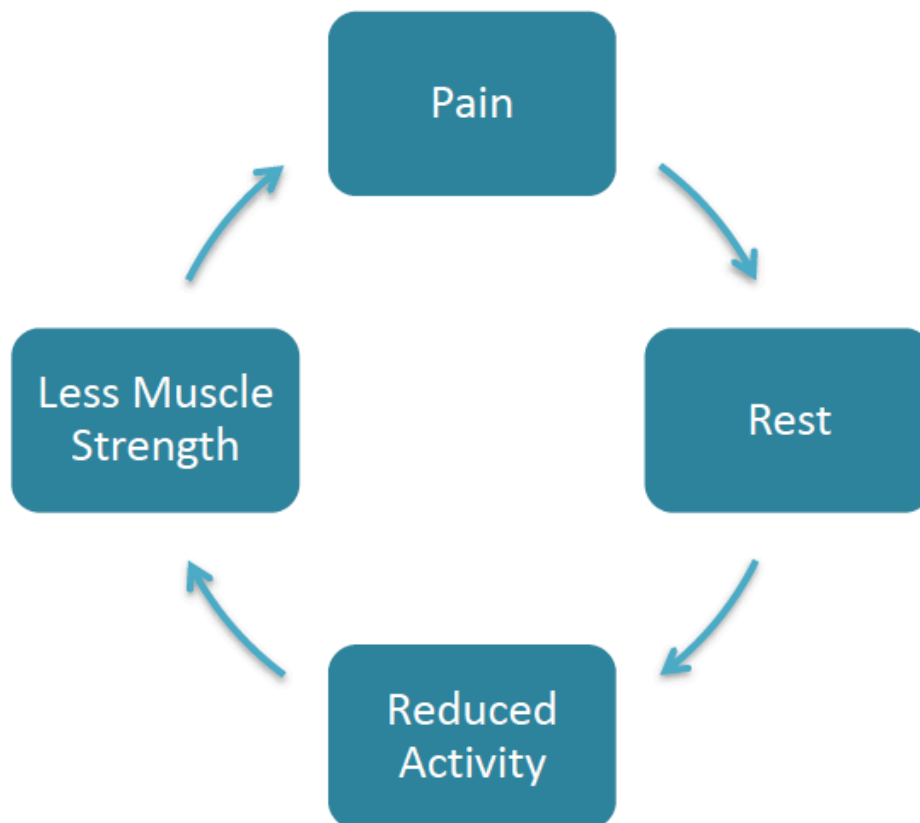 Pain
Rest
Reduced
Activity
Less Muscle
Strength